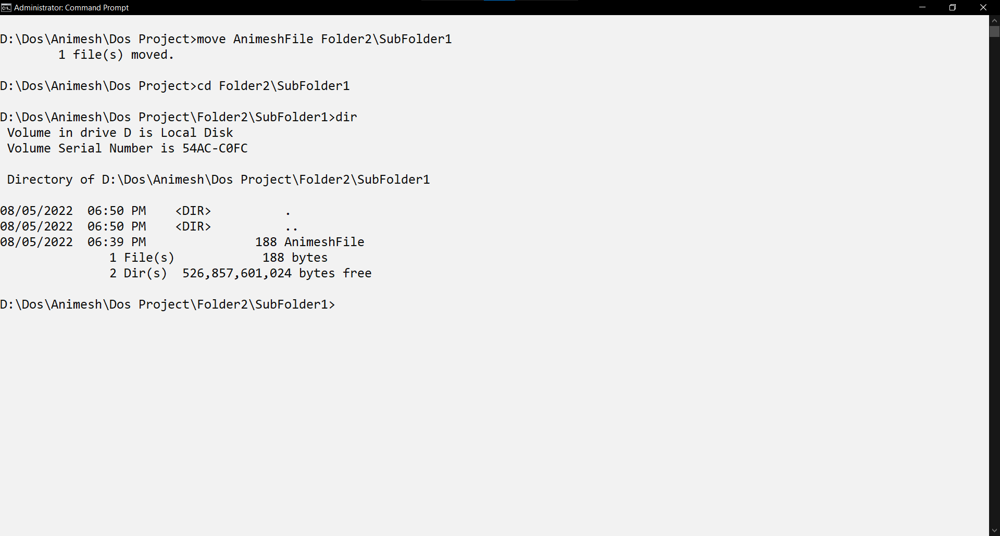 Administrator: Command Prompt
D:\Dos\Animesh\Dos Project>move AnimeshFile Folder2\SubFolder1
        1 file(s) moved.
D:\Dos\Animesh\Dos Project>cd Folder2\SubFolder1
D:\Dos\Animesh\Dos Project\Folder2\SubFolder1>dir
 Volume in drive D is Local Disk
 Volume Serial Number is 54AC-C0FC
 Directory of D:\Dos\Animesh\Dos Project\Folder2\SubFolder1
08/05/2022  06:50 PM    <DIR>          .
08/05/2022  06:50 PM    <DIR>          ..
08/05/2022  06:39 PM               188 AnimeshFile
               1 File(s)            188 bytes
               2 Dir(s)  526,857,601,024 bytes free
D:\Dos\Animesh\Dos Project\Folder2\SubFolder1>